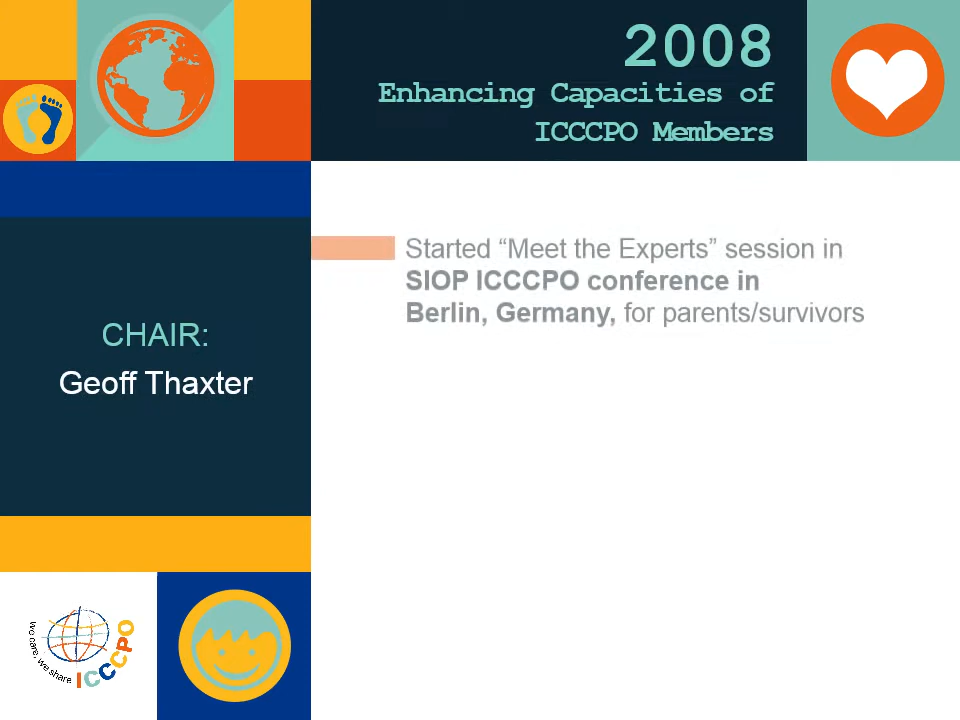 2008
Enhancing Capacities of
ICCCPO Members
Started “Meet the Experts” session in
SIOP ICCCPO conference in
Berlin, Germany, for parents/survivors
CHAIR:
Geoff Thaxter
We care, we share
ICCCPO